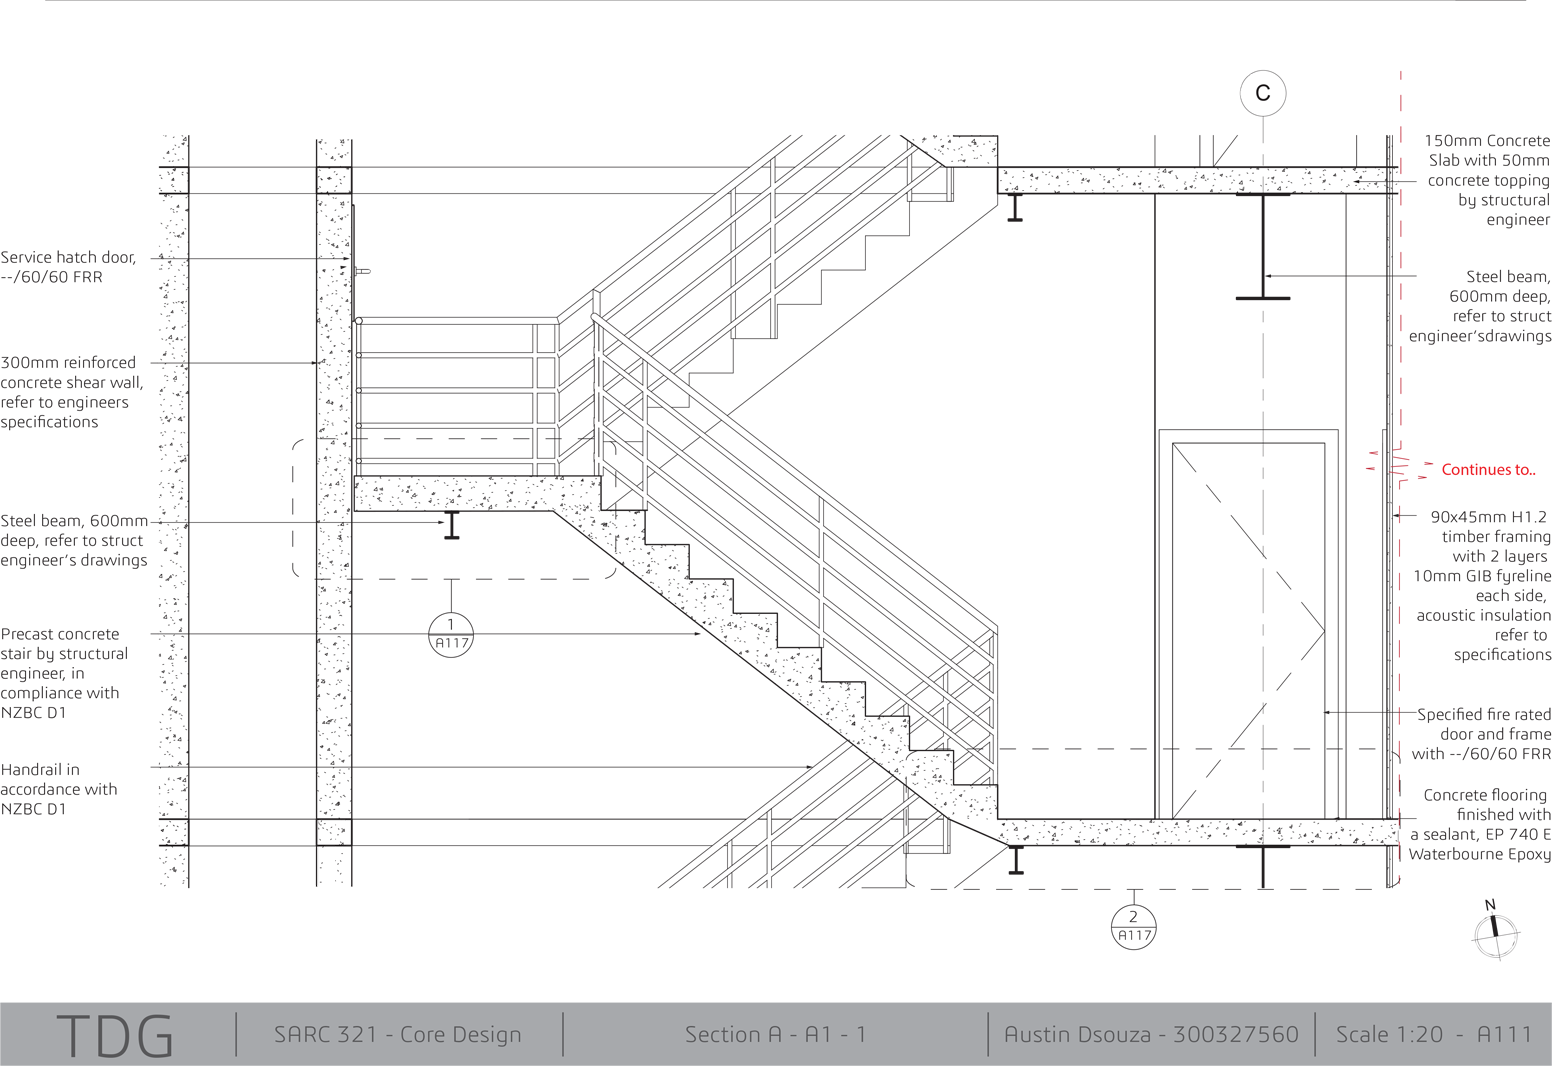 C
150mm Concrete
Slab with 50mm
concrete topping
by structural
engineer
Service hatch door,
--/60/60 FRR
Steel beam,
600mm deep,
refer to struct
engineer'sdrawings
300mm reinforced
concrete shear wall,
refer to engineers
specifications
Continues to..
Steel beam, 600mm
deep, refer to struct
engineer's drawings
90x45mm H1.2
timber framing
with 2 layers
10mm GIB fyreline
each side,
acoustic insulation
refer to
specifications
1
A117
Precast concrete
stair by structural
engineer, in
compliance with
NZBC D1
Specified fire rated
door and frame
with --/60/60 FRR
Handrail in
accordance with
NZBC D1
Concrete flooring
finished with
a sealant, EP 740 E
Waterbourne Epoxy
2
A117
N
TDG
SARC 321 - Core Design
Section A - A1 - 1
Austin Dsouza - 300327560
Scale 1:20 - A111